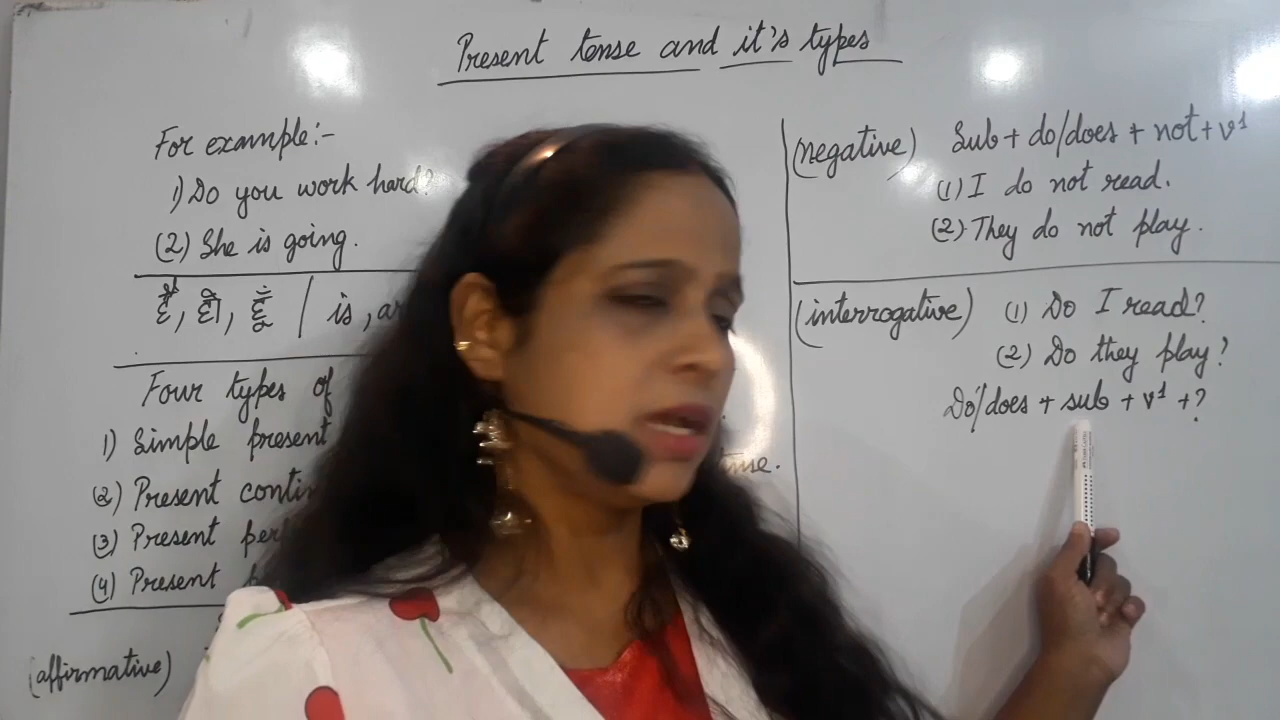 Present tense and it's types
For example:-
1) Do you work hard?
(2) She is going.
है, हो, हूँ / is, ar
Four types of
1) Simple present
(2) Present contin
(3) Present per
(4) Present
tense.
(affirmative)
(negative) Sub + do/does + not + v1
(1) I do not read.
(2) They do not play.
(interrogative) (1) Do I read?
(2) Do they play?
Do/does + sub + v1 + ?